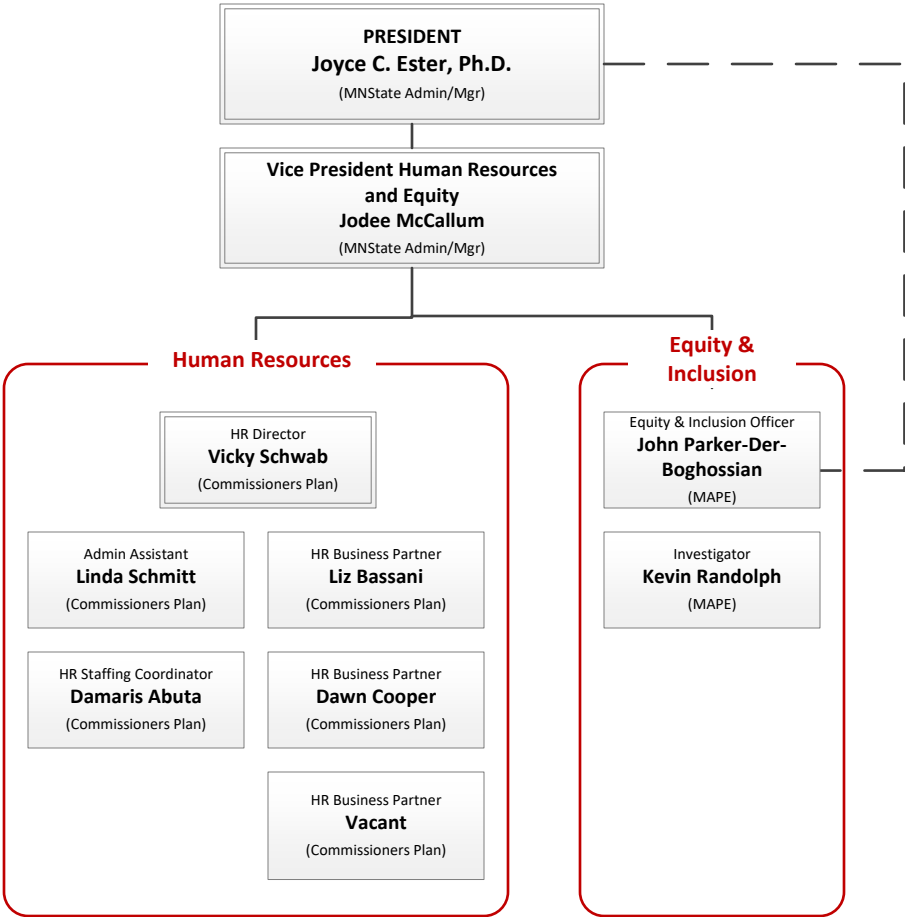 PRESIDENT
Joyce C. Ester, Ph.D.
(MNState Admin/Mgr)
Vice President Human Resources
and Equity
Jodee McCallum
(MNState Admin/Mgr)
Human Resources
HR Director
Vicky Schwab
(Commissioners Plan)
Admin Assistant
Linda Schmitt
(Commissioners Plan)
HR Business Partner
Liz Bassani
(Commissioners Plan)
HR Staffing Coordinator
Damaris Abuta
(Commissioners Plan)
HR Business Partner
Dawn Cooper
(Commissioners Plan)
HR Business Partner
Vacant
(Commissioners Plan)
Equity &
Inclusion
Equity & Inclusion Officer
John Parker-Der-
Boghossian
(MAPE)
Investigator
Kevin Randolph
(MAPE)